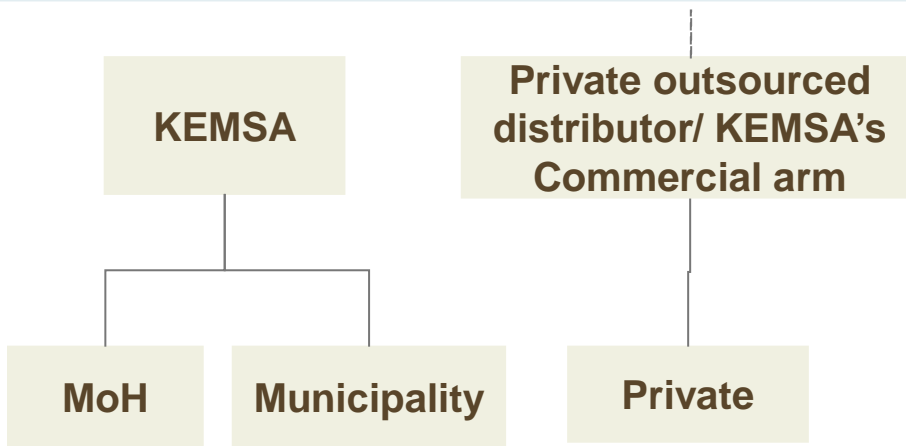 KEMSA
Private outsourced
distributor/ KEMSA’s
Commercial arm
MoH
Municipality
Private